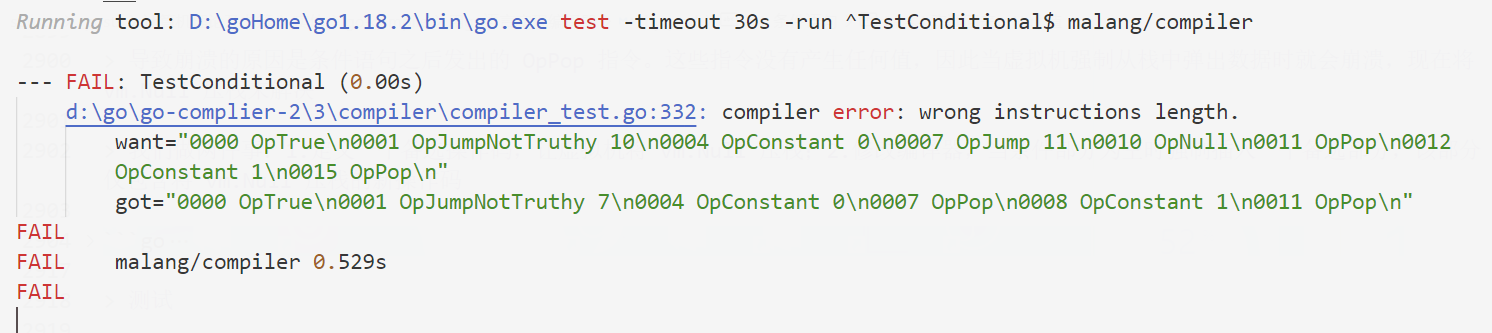 Running tool: D:\goHome\go1.18.2\bin\go.exe test -timeout 30s -run ^TestConditional$ malang/compiler
--- FAIL: TestConditional (0.00s)
d:\go\go-complier-2\3\compiler\compiler_test.go:332: compiler error: wrong instructions length.
want="0000 OpTrue\n0001 OpJumpNotTruthy 10\n0004 OpConstant 0\n0007 OpJump 11\n0010 OpNull\n0011 OpPop\n0012
OpConstant 1\n0015 OpPop\n"
got="0000 OpTrue\n0001 OpJumpNotTruthy 7\n0004 OpConstant 0\n0007 OpPop\n0008 OpConstant 1\n0011 OpPop\n"
FAIL
FAIL malang/compiler 0.529s
FAIL